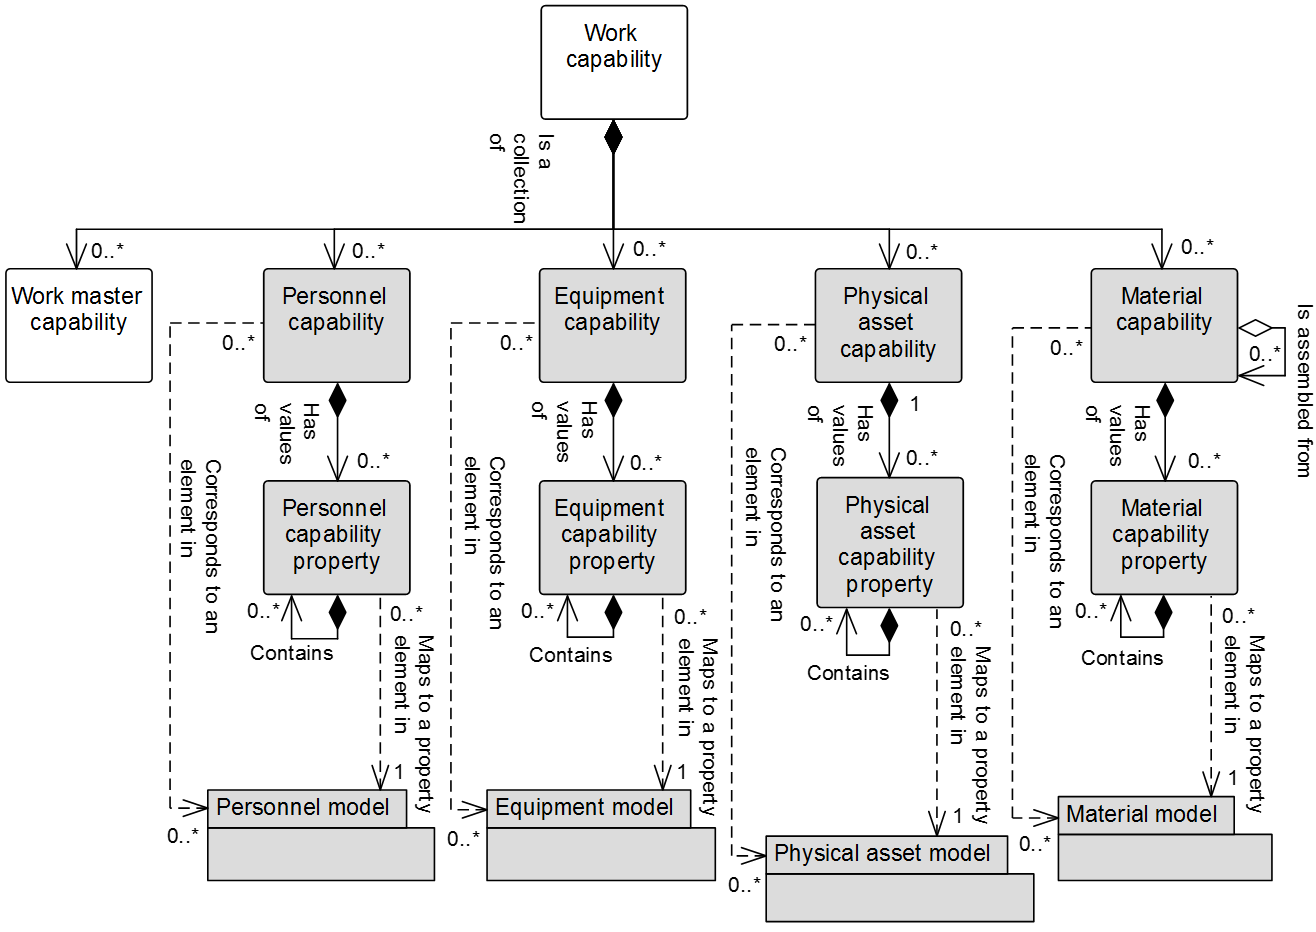 Work
capability
Is a
collection
of
0..*
0..*
0..*
0..*
0..*
Work master
capability
Personnel
capability
Equipment
capability
Physical
asset
capability
Material
capability
Is assembled from
0..*
0..*
0..*
0..*
0..*
0..*
Has
values
of
Has
values
of
1
Has
values
of
Has
values
of
0..*
0..*
0..*
0..*
Corresponds to an
element in
Corresponds to an
element in
Corresponds to an
element in
Corresponds to an
element in
Personnel
capability
property
Equipment
capability
property
Physical
asset
capability
property
Material
capability
property
0..*
0..*
0..*
0..*
0..*
0..*
0..*
0..*
Contains
Contains
Contains
Contains
Maps to a property
element in
Maps to a property
element in
Maps to a property
element in
Maps to a property
element in
1
1
1
1
Personnel model
Equipment model
Physical asset model
Material model
0..*
0..*
0..*
0..*